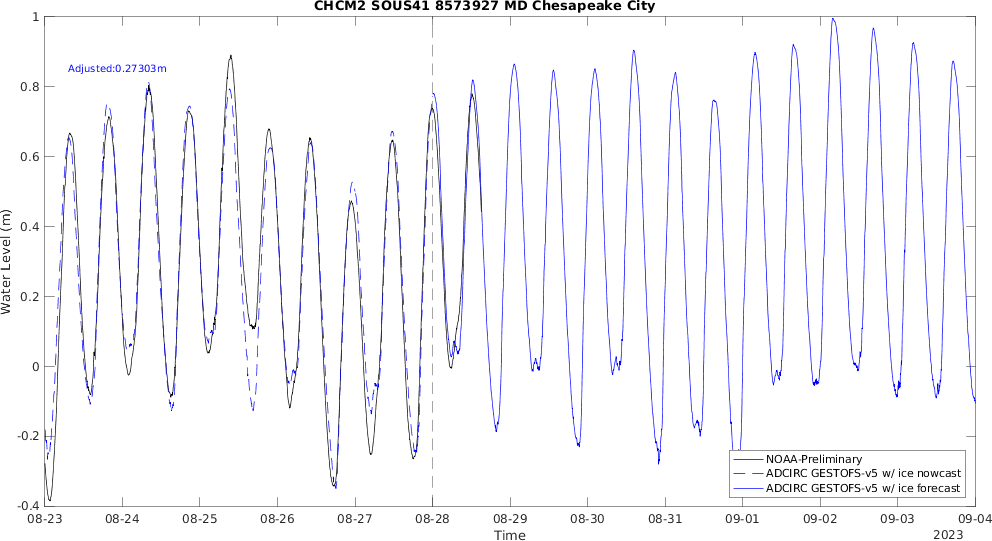 CHCM2 SOUS41 8573927 MD Chesapeake City
Adjusted:0.27303m
Water Level (m)
1
0.8
0.6
0.4
0.2
0
-0.2
-0.4
NOAA-Preliminary
ADCIRC GESTOFS-v5 w/ ice nowcast
ADCIRC GESTOFS-v5 w/ ice forecast
08-23 08-24 08-25 08-26 08-27 08-28 08-29 08-30 08-31 09-01 09-02 09-03 09-04
Time
2023